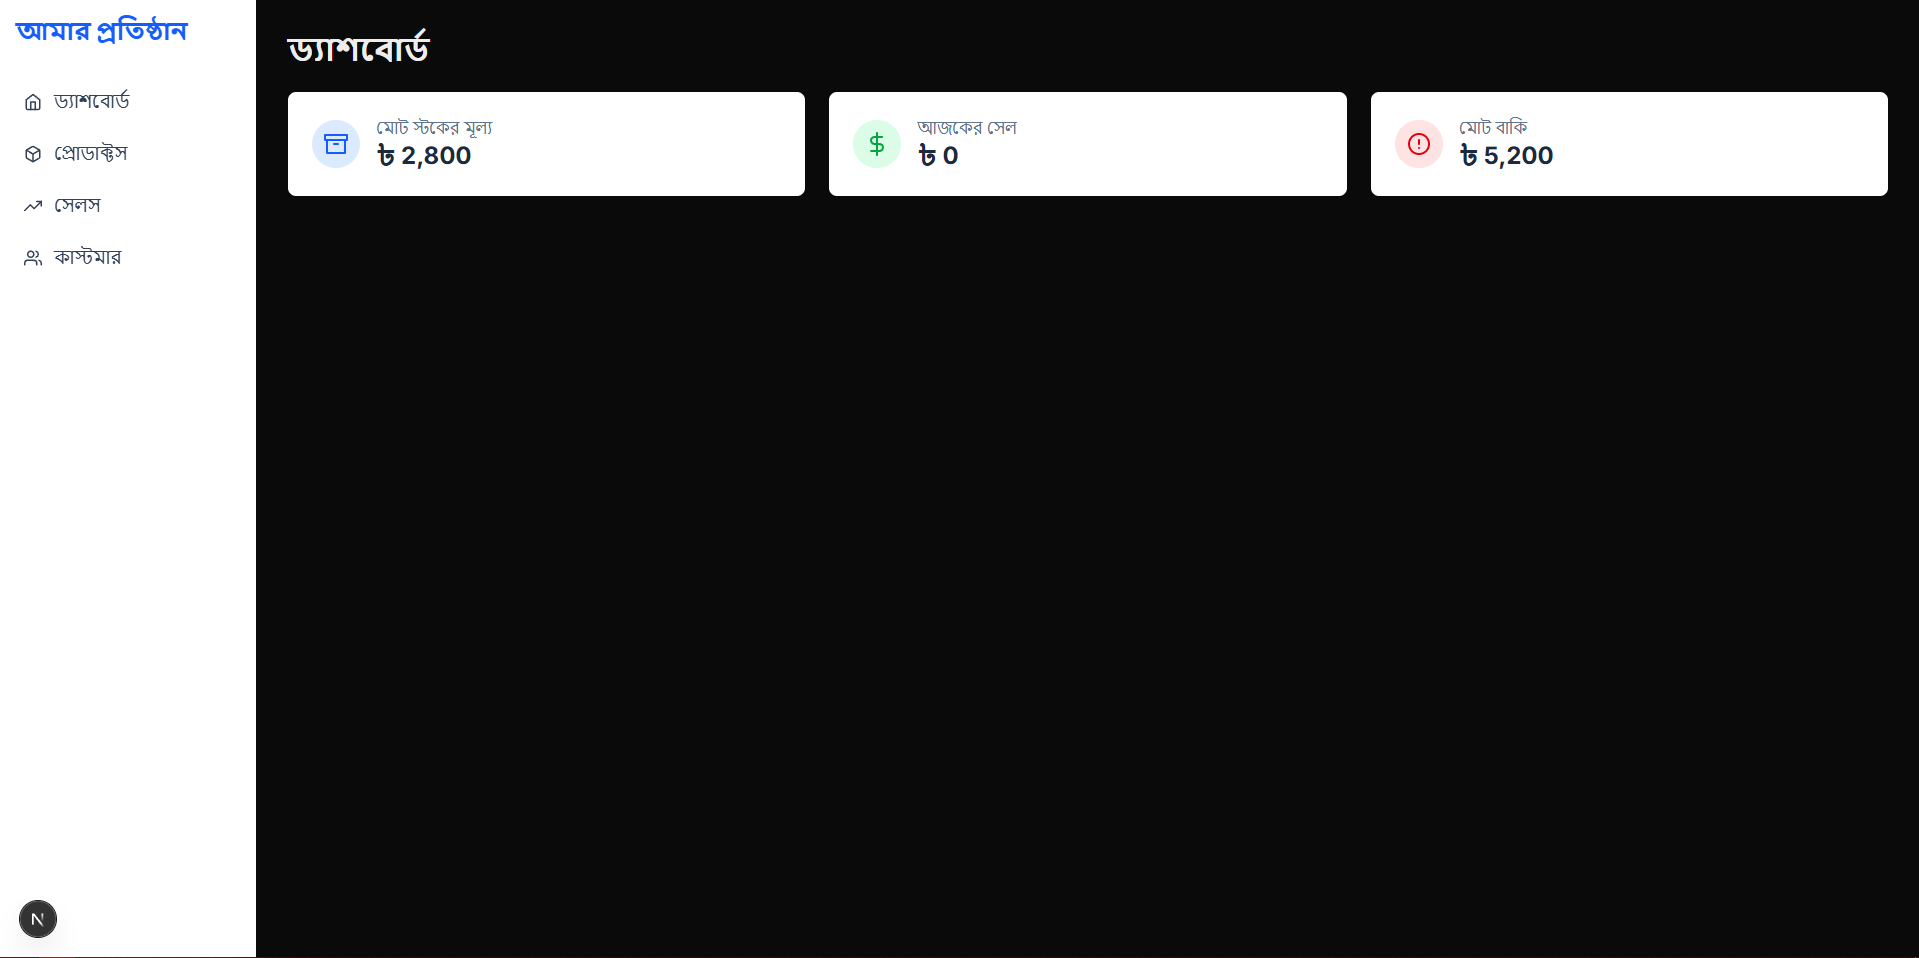 আমার প্রতিষ্ঠান
ড্যাশবোর্ড
প্রোডাক্টস
সেলস
কাস্টমার
ড্যাশবোর্ড
মোট স্টকের মূল্য
৳ 2,800
আজকের সেল
৳ 0
মোট বাকি
৳ 5,200
N